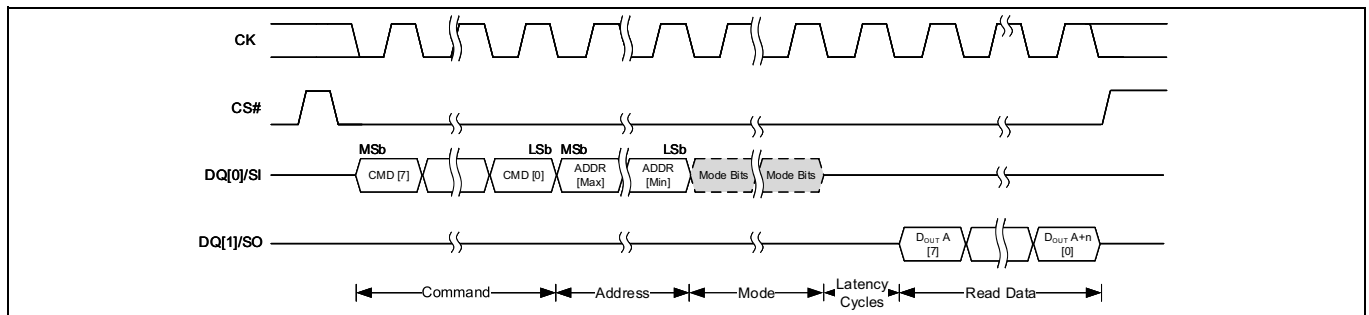 CK
CS#
MSb LSb MSb LSb
DQ[0]/SI CMD [7] CMD [0] ADDR [Max] ADDR [Min] Mode Bits Mode Bits
DQ[1]/SO DOUT A [7] DOUT A+n [0]
Command Address Mode Latency Cycles Read Data